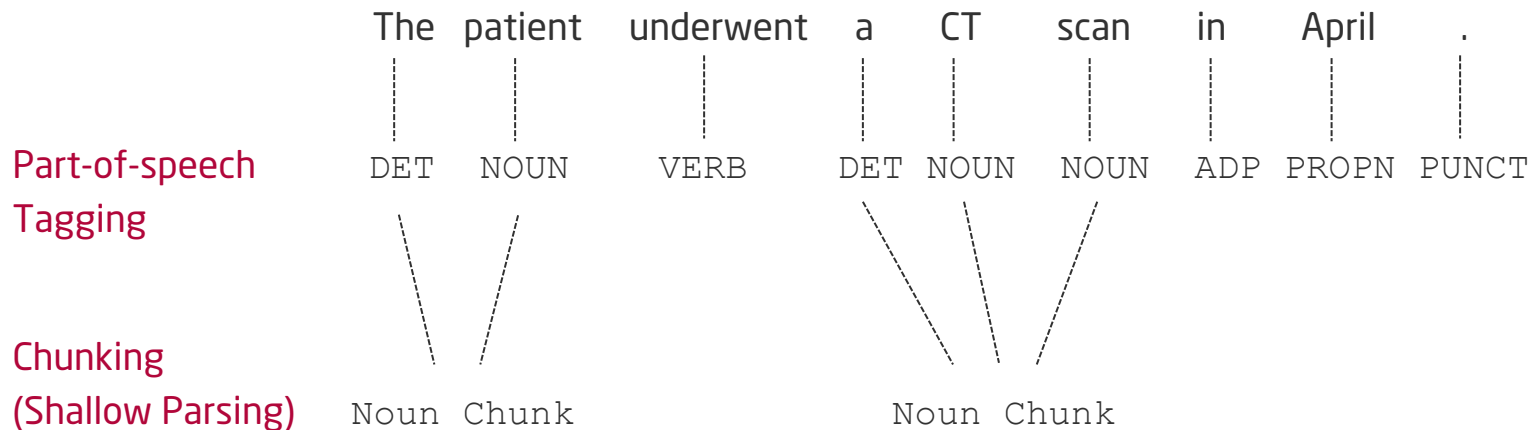 The patient underwent a CT scan in April .
Part-of-speech DET NOUN VERB DET NOUN NOUN ADP PROPN PUNCT
Tagging
Chunking
(Shallow Parsing) Noun Chunk Noun Chunk